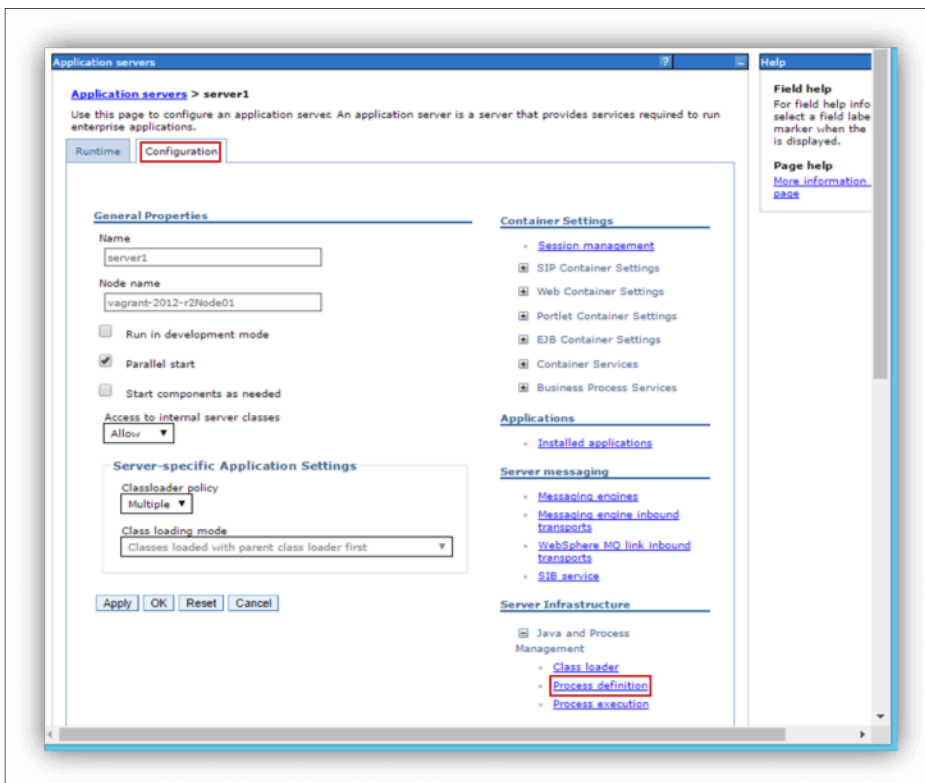 Application servers
?
Help
Application servers > server1
Use this page to configure an application server. An application server is a server that provides services required to run
enterprise applications.
Runtime
Configuration
General Properties
Name
server1
Node name
vagrant-2012-r2Node01
Run in development mode
Parallel start
Start components as needed
Access to internal server classes
Allow
Server-specific Application Settings
Classloader policy
Multiple
Class loading mode
Classes loaded with parent class loader first
Apply
OK
Reset
Cancel
Container Settings
Session management
SIP Container Settings
Web Container Settings
Portlet Container Settings
EJB Container Settings
Container Services
Business Process Services
Applications
Installed applications
Server messaging
Messaging engines
Messaging engine inbound
transports
WebSphere MQ link inbound
transports
SIB service
Server Infrastructure
Java and Process
Management
Class loader
Process definition
Process execution
Field help
For field help info
select a field labe
marker when the
is displayed.
Page help
More information
page